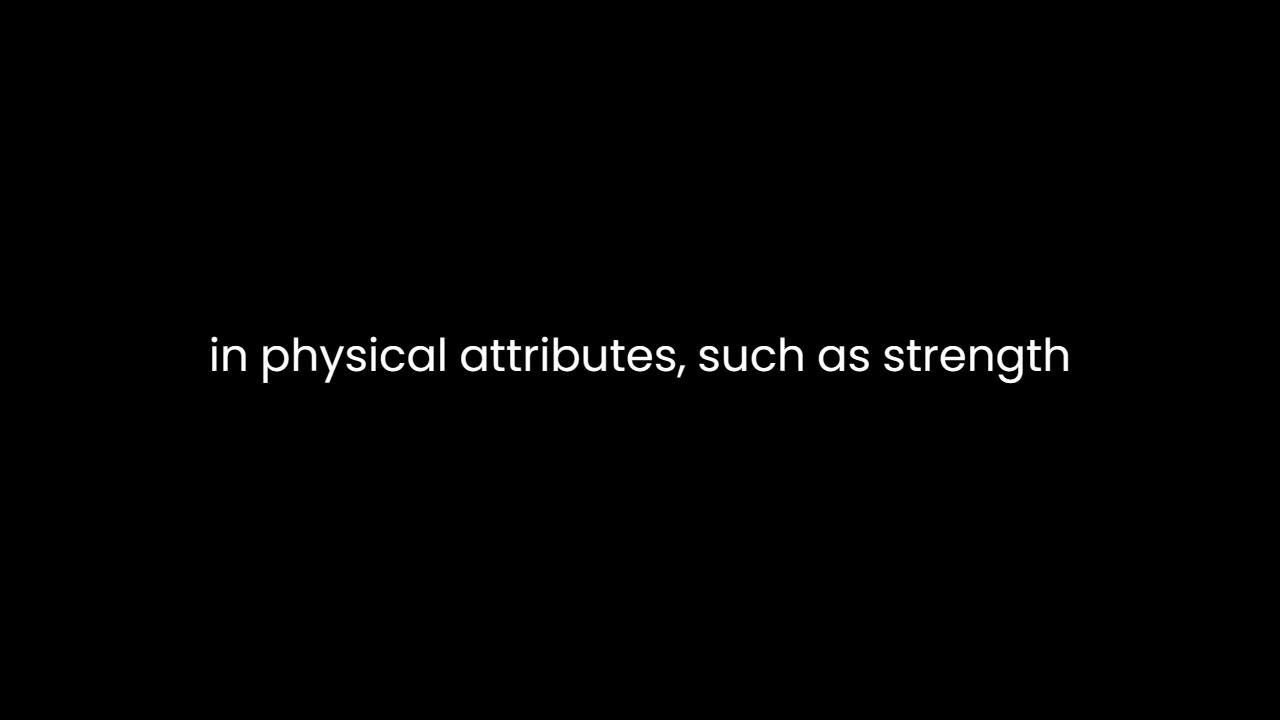 in physical attributes, such as strength